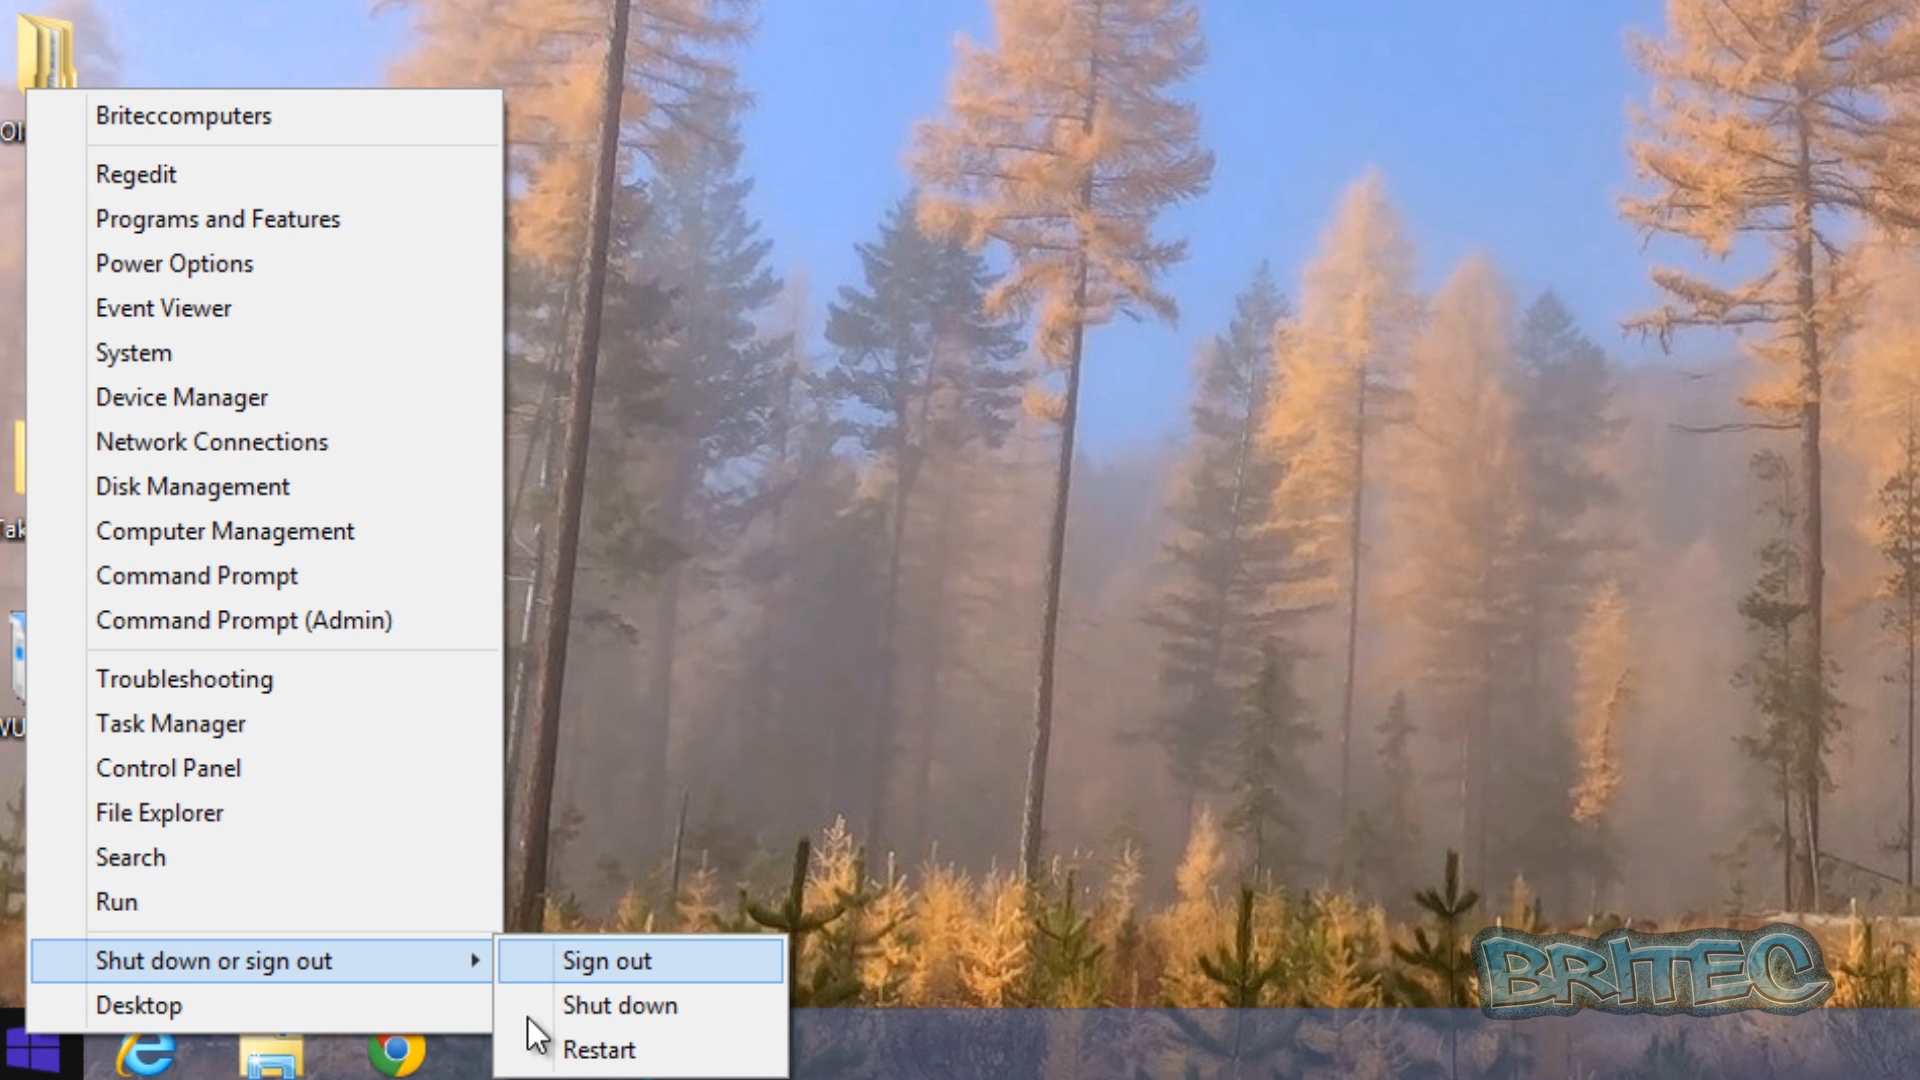 Briteccomputers
Regedit
Programs and Features
Power Options
Event Viewer
System
Device Manager
Network Connections
Disk Management
Computer Management
Command Prompt
Command Prompt (Admin)
Troubleshooting
Task Manager
Control Panel
File Explorer
Search
Run
Shut down or sign out
Desktop
Sign out
Shut down
Restart
BRITEC